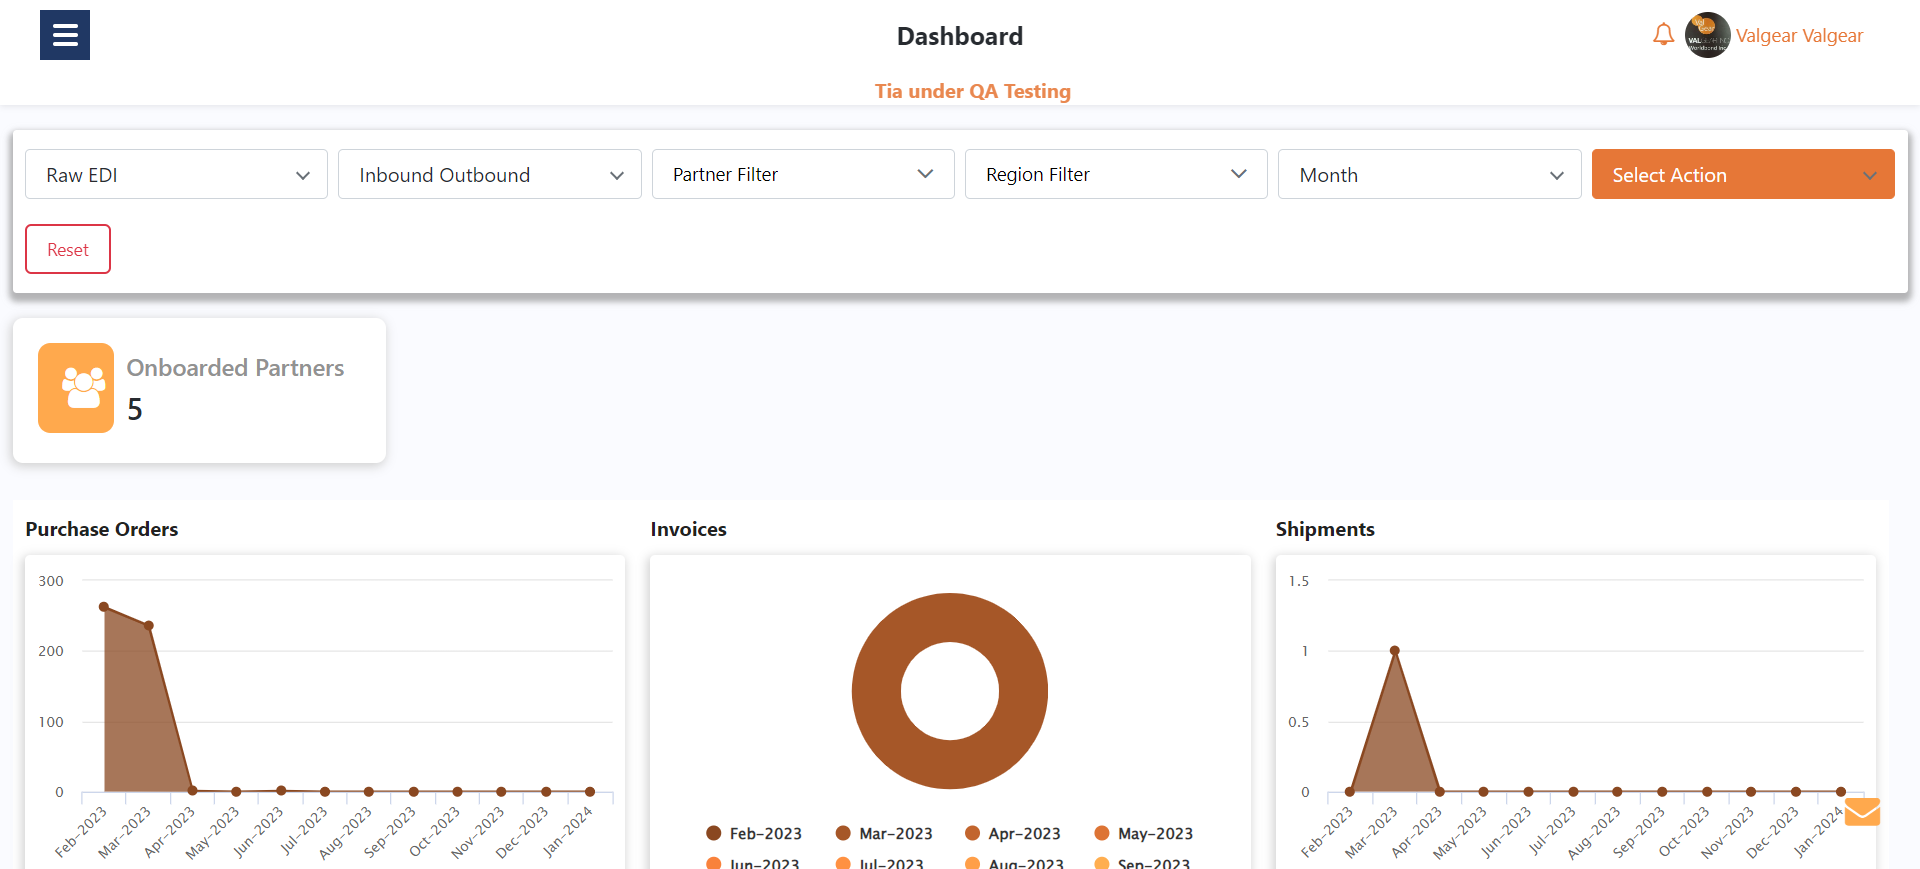 Dashboard
Valgear Valgear
Tia under QA Testing
Raw EDI
Inbound Outbound
Partner Filter
Region Filter
Month
Select Action
Reset
Onboarded Partners
5
Purchase Orders
300
200
100
0
Feb-2023
Mar-2023
Apr-2023
May-2023
Jun-2023
Jul-2023
Aug-2023
Sep-2023
Oct-2023
Nov-2023
Dec-2023
Jan-2024
Invoices
Feb-2023
Mar-2023
Apr-2023
May-2023
Jun-2023
Jul-2023
Aug-2023
Sep-2023
Shipments
1.5
1
0.5
0
Feb-2023
Mar-2023
Apr-2023
May-2023
Jun-2023
Jul-2023
Aug-2023
Sep-2023
Oct-2023
Nov-2023
Dec-2023
Jan-2024